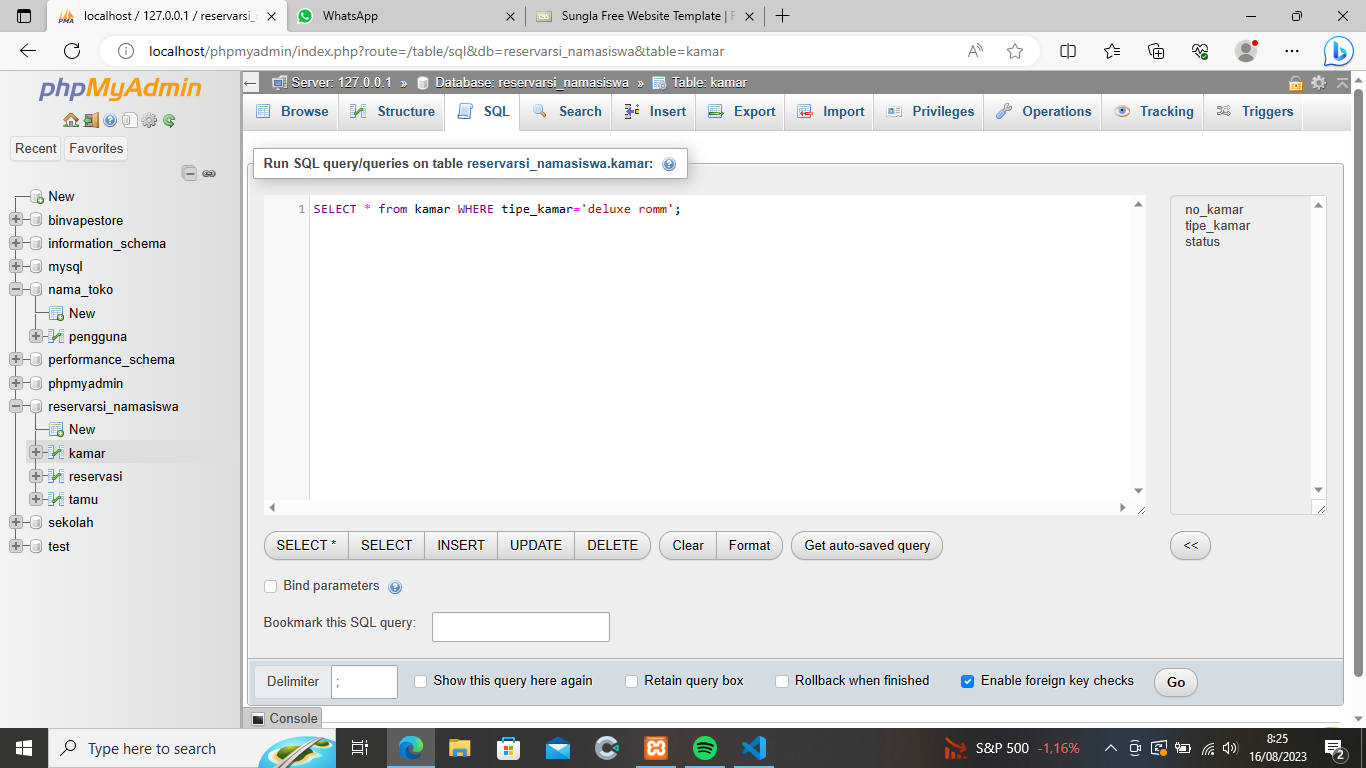 localhost / 127.0.0.1 / reservarsi_
WhatsApp
Sungla Free Website Template | F
localhost/phpmyadmin/index.php?route=/table/sql&db=reservarsi_namasiswa&table=kamar
phpMyAdmin
Recent Favorites
New
binvapestore
information_schema
mysql
nama_toko
New
pengguna
performance_schema
phpmyadmin
reservarsi_namasiswa
New
kamar
reservasi
tamu
sekolah
test
Server: 127.0.0.1 » Database: reservarsi_namasiswa » Table: kamar
Browse Structure SQL Search Insert Export Import Privileges Operations Tracking Triggers
Run SQL query/queries on table reservarsi_namasiswa.kamar:
1 SELECT * from kamar WHERE tipe_kamar='deluxe romm';
no_kamar
tipe_kamar
status
SELECT * SELECT INSERT UPDATE DELETE Clear Format Get auto-saved query <<
Bind parameters
Bookmark this SQL query:
Delimiter ; Show this query here again Retain query box Rollback when finished Enable foreign key checks Go
Console
Type here to search
S&P 500 -1,16%
8:25
16/08/2023
2